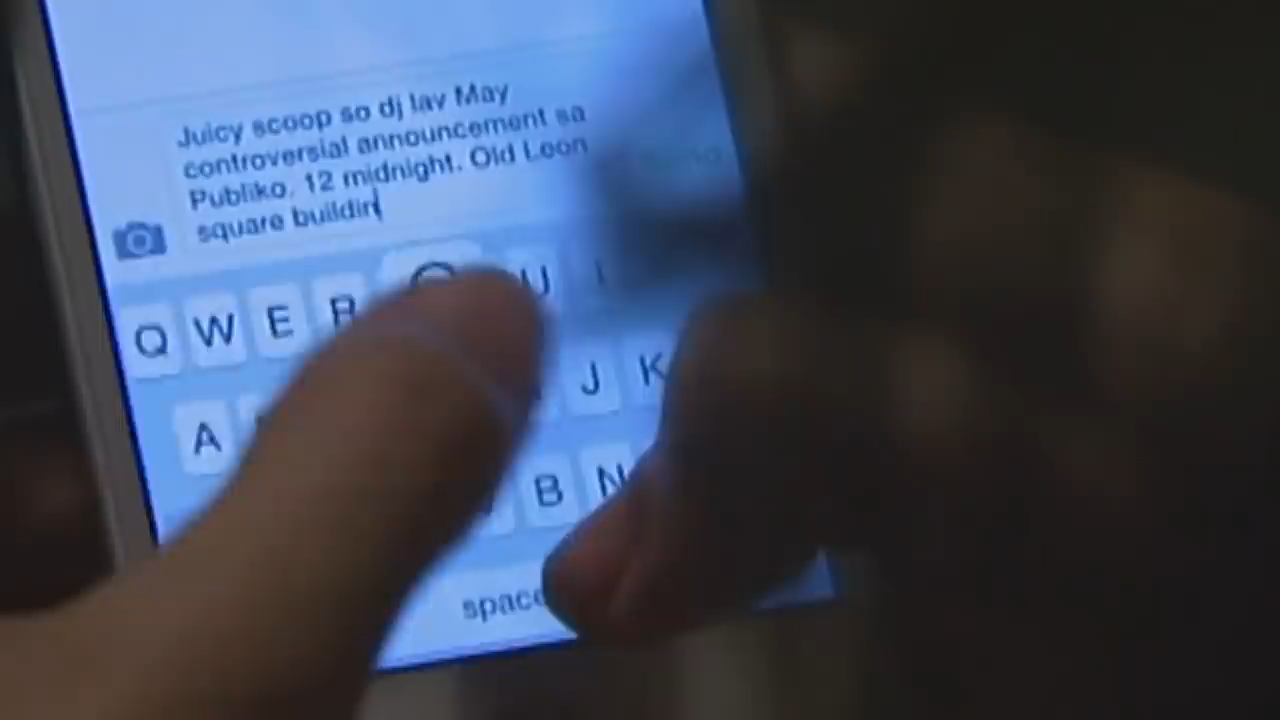 Juicy scoop so dj lav May
controversial announcement sa
Publiko. 12 midnight. Old Leon
square buildin
Q W E R U I
A J K
B N
space